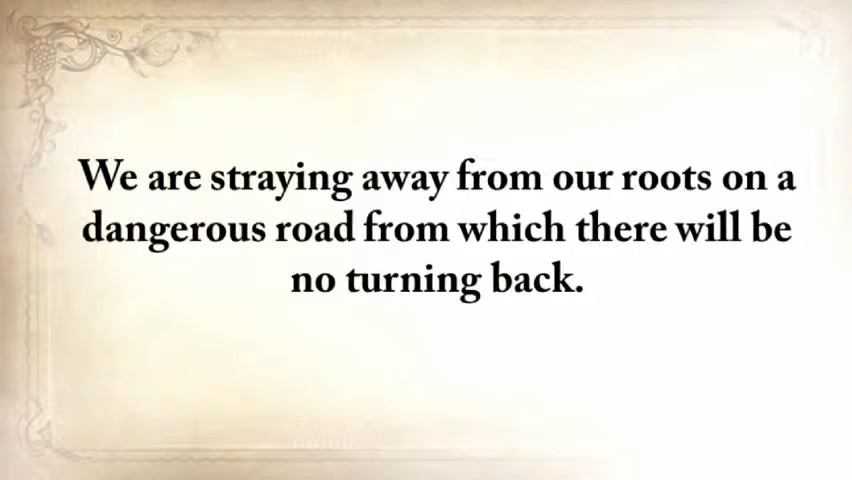 We are straying away from our roots on a
dangerous road from which there will be
no turning back.